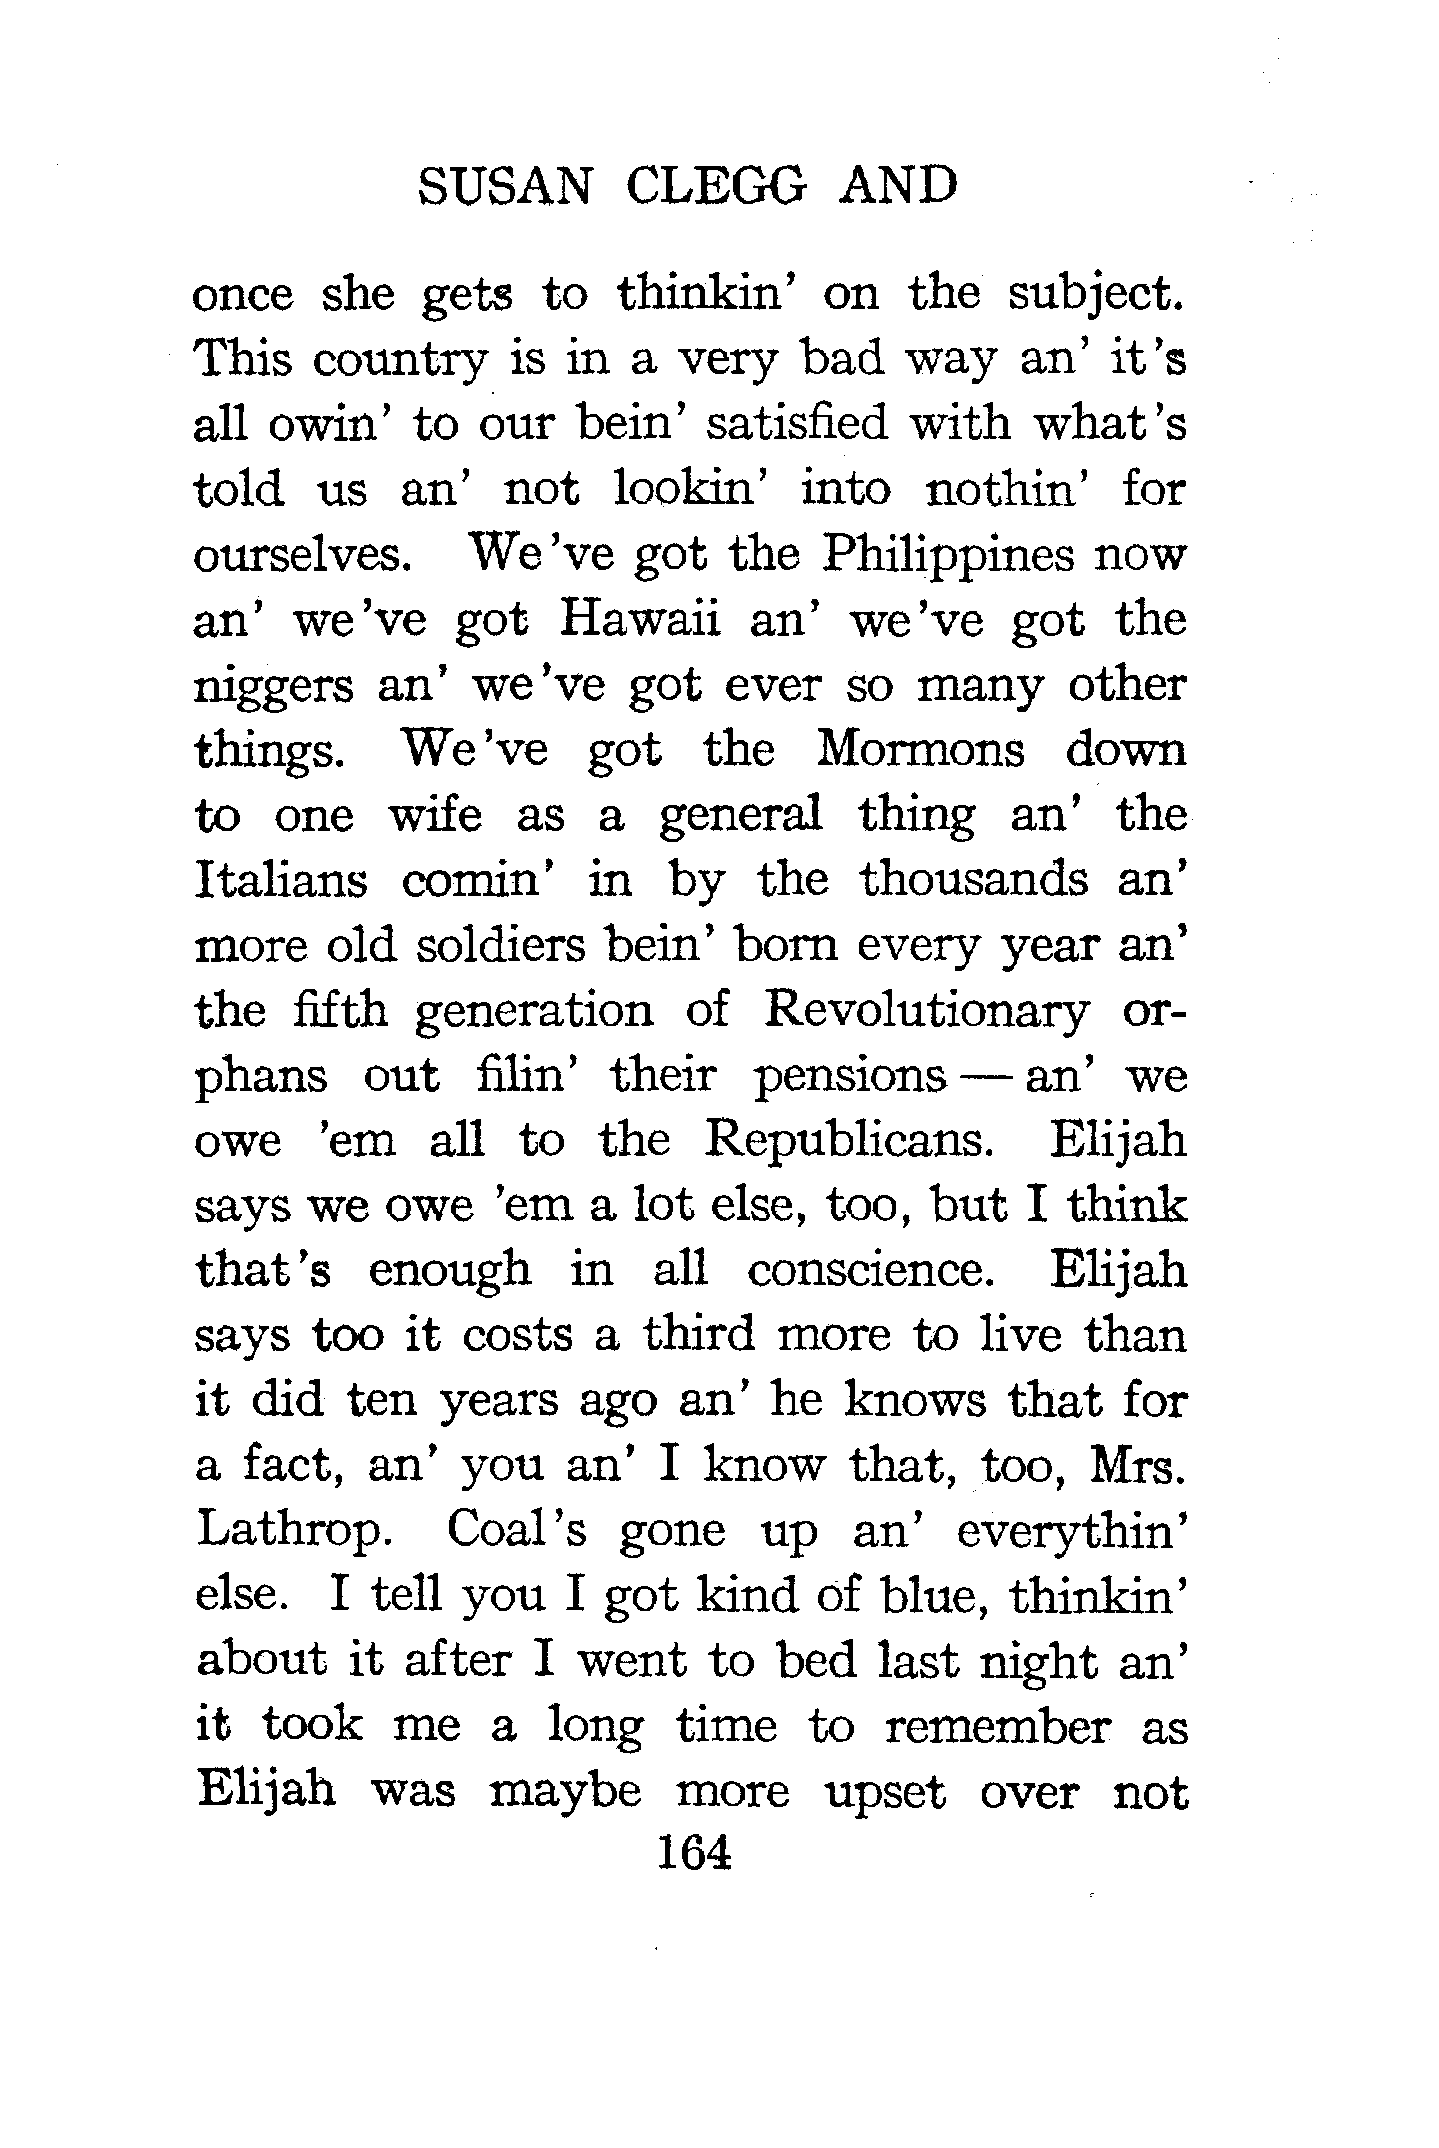 SUSAN CLEGG AND
once she gets to thinkin' on the subject.
This country is in a very bad way an' it's
all owin' to our bein' satisfied with what's
told us an' not lookin' into nothin' for
ourselves. We've got the Philippines now
an' we've got Hawaii an' we've got the
niggers an' we've got ever so many other
things. We've got the Mormons down
to one wife as a general thing an' the
Italians comin' in by the thousands an'
more old soldiers bein' born every year an'
the fifth generation of Revolutionary or-
phans out filin' their pensions — an' we
owe 'em all to the Republicans. Elijah
says we owe 'em a lot else, too, but I think
that's enough in all conscience. Elijah
says too it costs a third more to live than
it did ten years ago an' he knows that for
a fact, an' you an' I know that, too, Mrs.
Lathrop. Coal's gone up an' everythin'
else. I tell you I got kind of blue, thinkin'
about it after I went to bed last night an'
it took me a long time to remember as
Elijah was maybe more upset over not
164